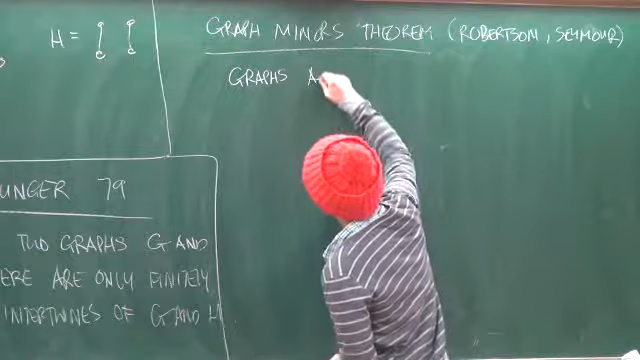 H =
GRAPH MINORS THEOREM (ROBERTSON, SEYMOUR)
GRAPHS A
UNGER 79
TWO GRAPHS G AND
ERE ARE ONLY FINITELY
INTERTWINES OF G AND H